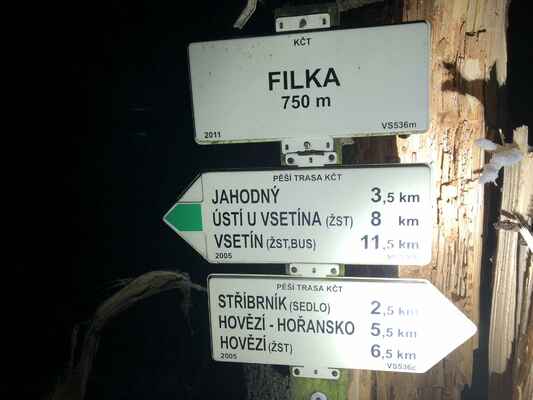 KČT
FILKA
750 m
2011 VS536m
PĚŠÍ TRASA KČT
JAHODNÝ 3,5 km
ÚSTÍ U VSETÍNA (ŽST) 8 km
VSETÍN (ŽST,BUS) 11,5 km
2005
PĚŠÍ TRASA KČT
STŘÍBRNÍK (SEDLO) 2,5 km
HOVĚZÍ - HOŘANSKO 5,5 km
HOVĚZÍ (ŽST) 6,5 km
2005 VS536c